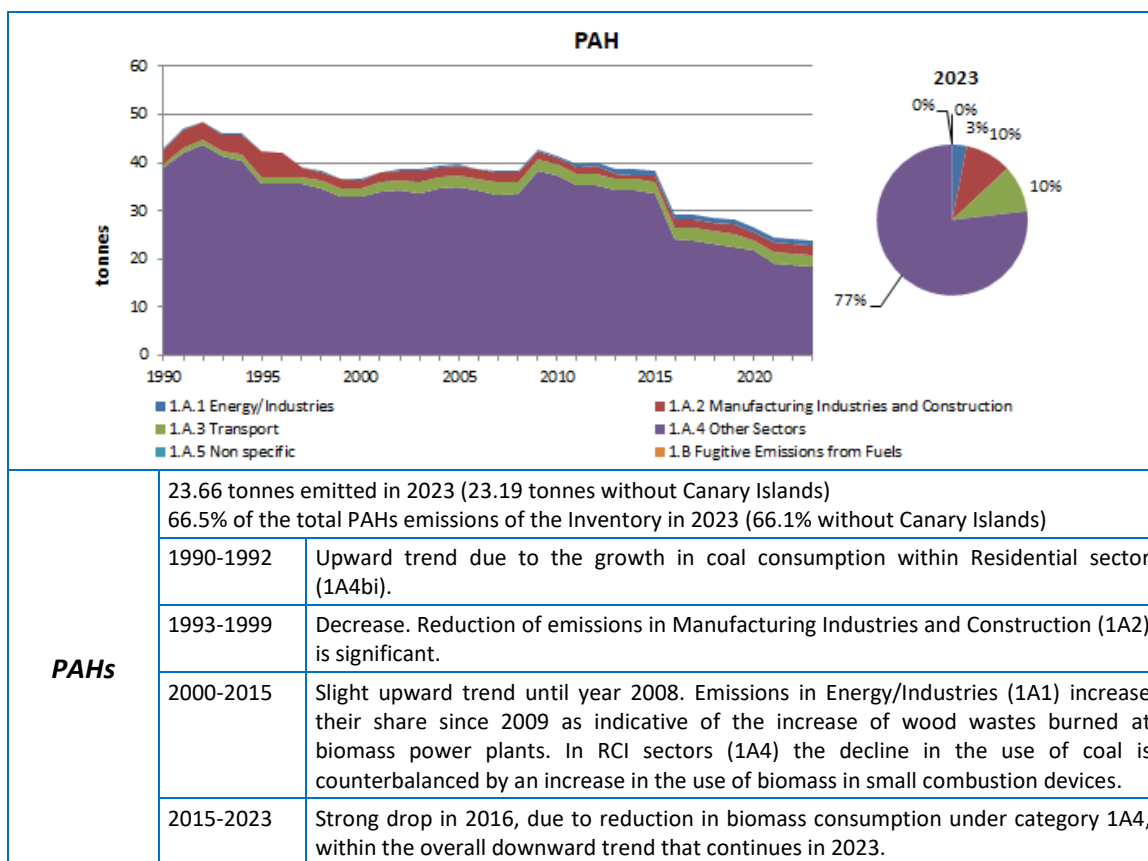 PAH
60
50
40
30
20
10
0
tonnes
1990
1995
2000
2005
2010
2015
2020
2023
0%
0%
3%
10%
10%
77%
1.A.1 Energy/Industries
1.A.2 Manufacturing Industries and Construction
1.A.3 Transport
1.A.4 Other Sectors
1.A.5 Non specific
1.B Fugitive Emissions from Fuels
PAHs
23.66 tonnes emitted in 2023 (23.19 tonnes without Canary Islands)
66.5% of the total PAHs emissions of the Inventory in 2023 (66.1% without Canary Islands)
1990-1992
Upward trend due to the growth in coal consumption within Residential sector
(1A4bi).
1993-1999
Decrease. Reduction of emissions in Manufacturing Industries and Construction (1A2)
is significant.
2000-2015
Slight upward trend until year 2008. Emissions in Energy/Industries (1A1) increase
their share since 2009 as indicative of the increase of wood wastes burned at
biomass power plants. In RCI sectors (1A4) the decline in the use of coal is
counterbalanced by an increase in the use of biomass in small combustion devices.
2015-2023
Strong drop in 2016, due to reduction in biomass consumption under category 1A4,
within the overall downward trend that continues in 2023.